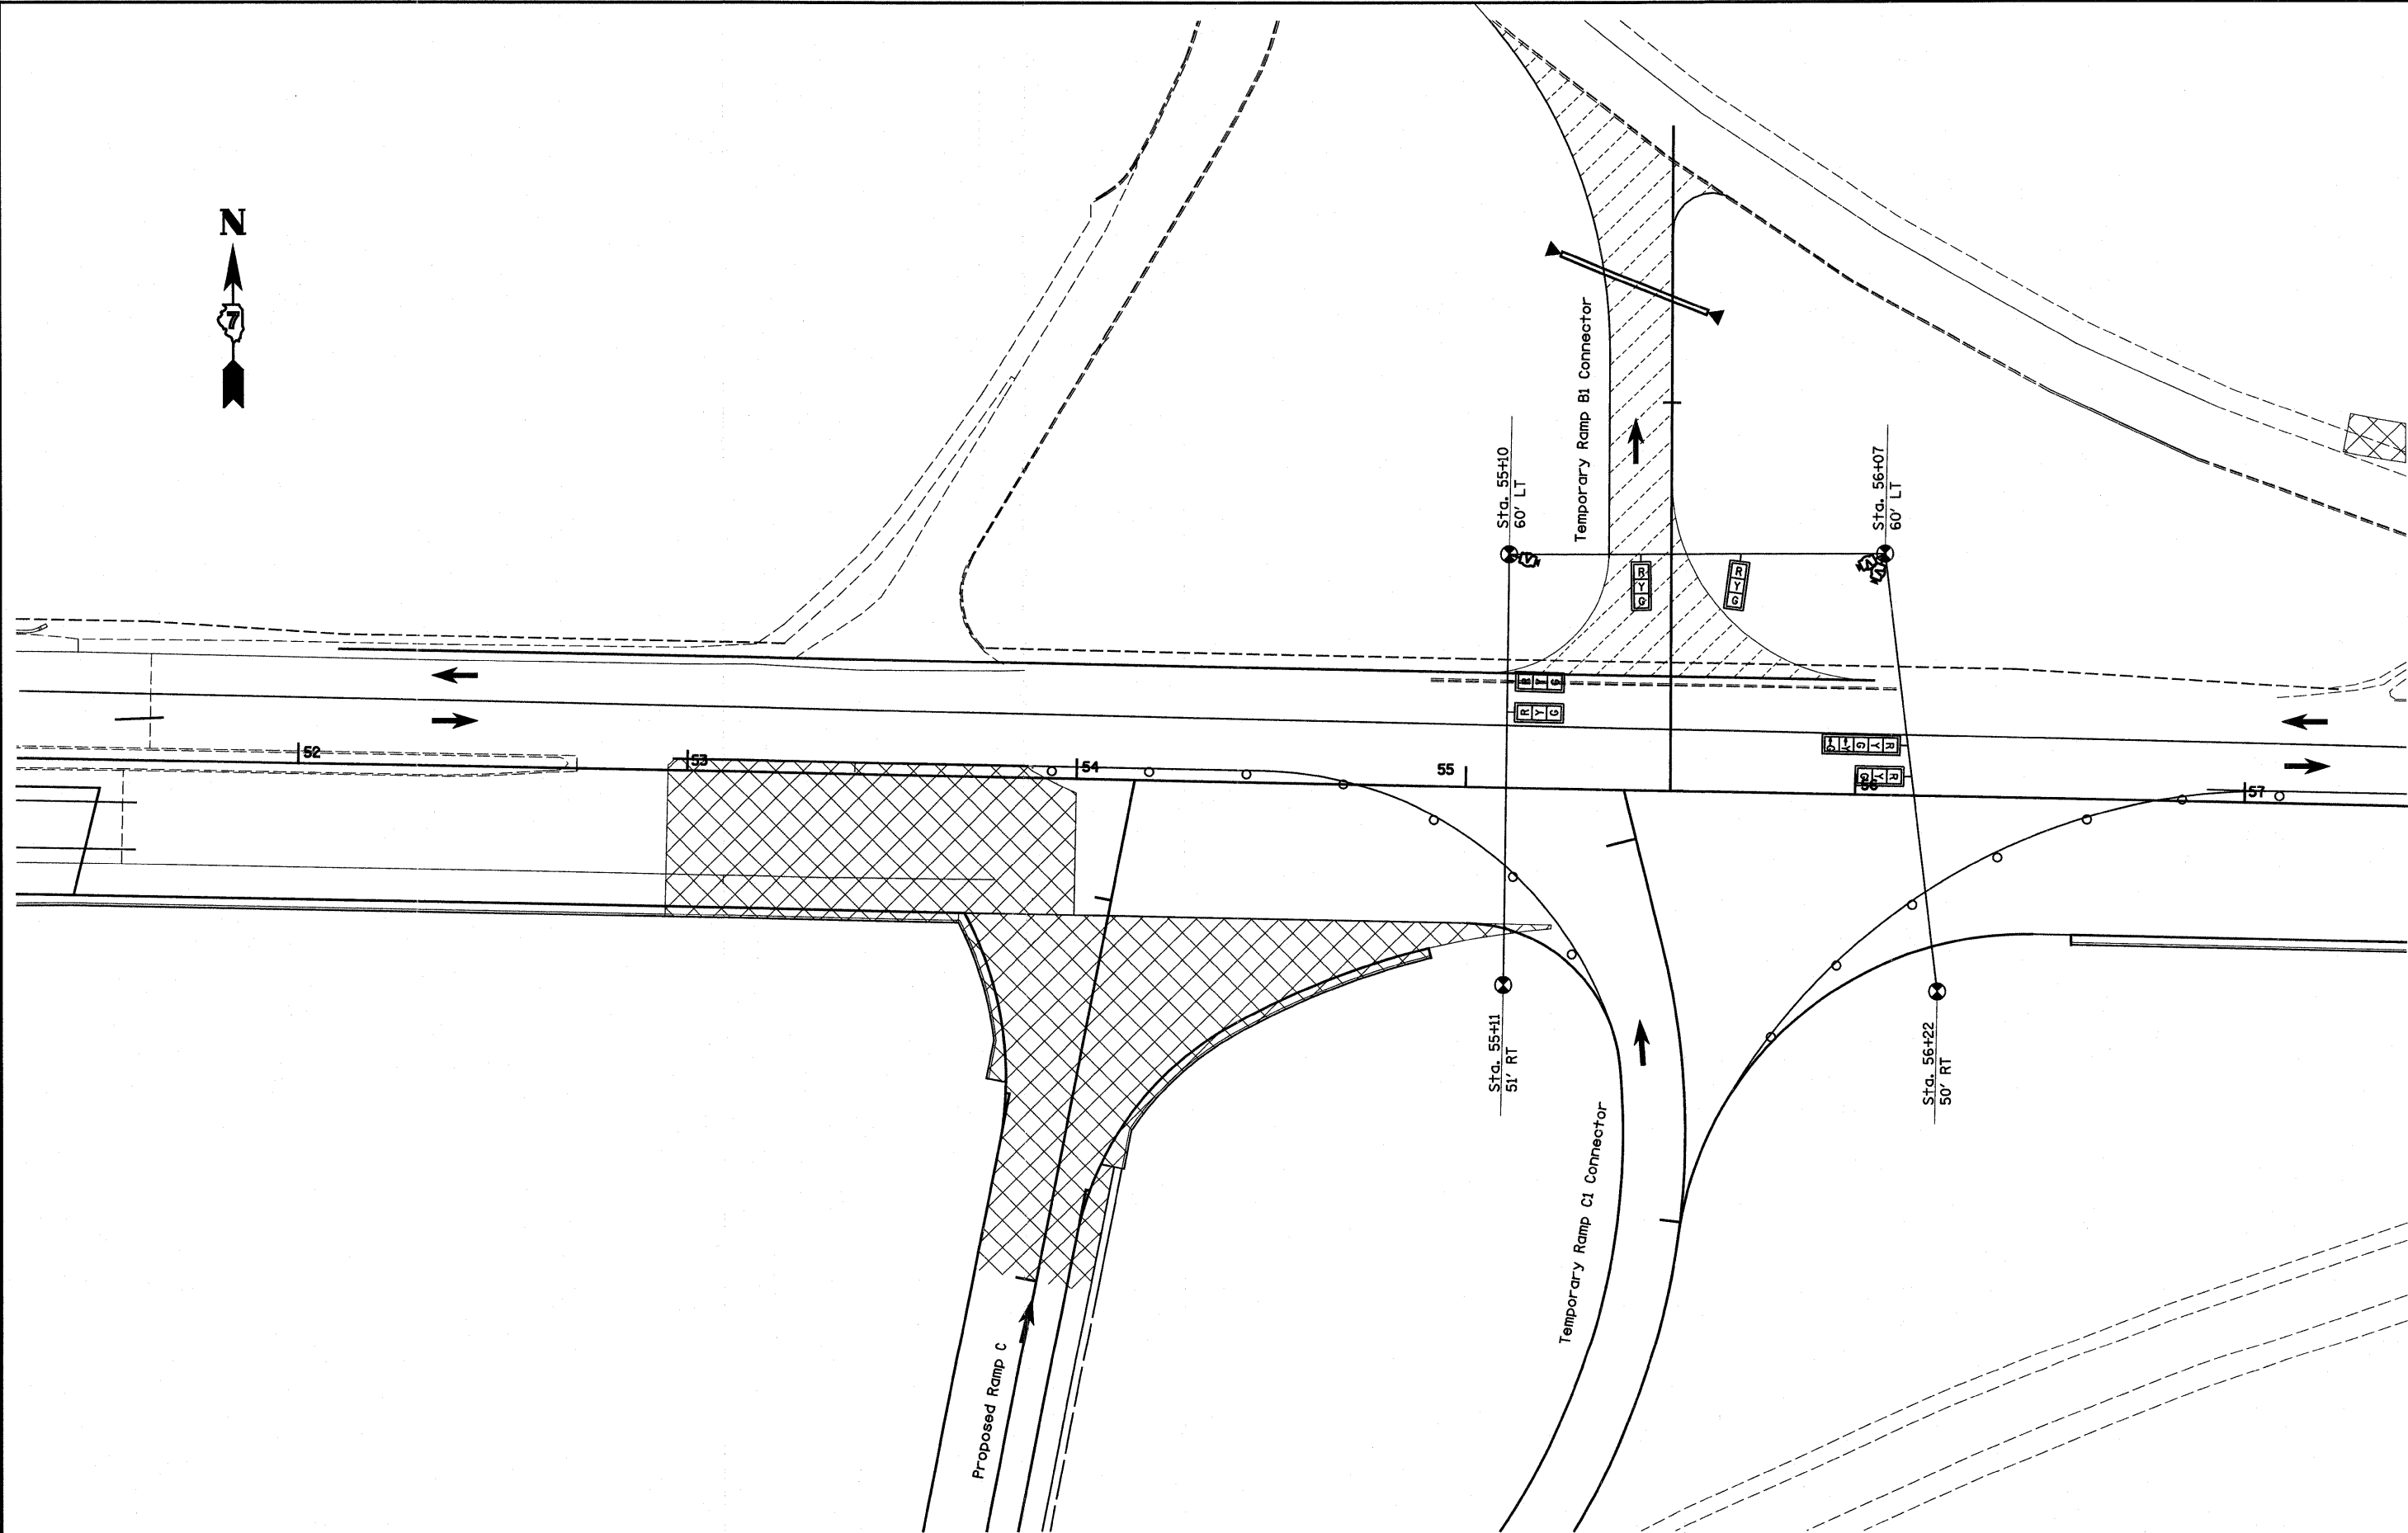 N
7
Temporary Ramp B1 Connector
Sta. 55+10
60' LT
Sta. 56+07
60' LT
R
Y
G
R
Y
G
R Y G
R Y G
←G ←Y G Y R
G Y R
52
53
54
55
56
57
Sta. 55+11
51' RT
Sta. 56+22
50' RT
Temporary Ramp C1 Connector
Proposed Ramp C